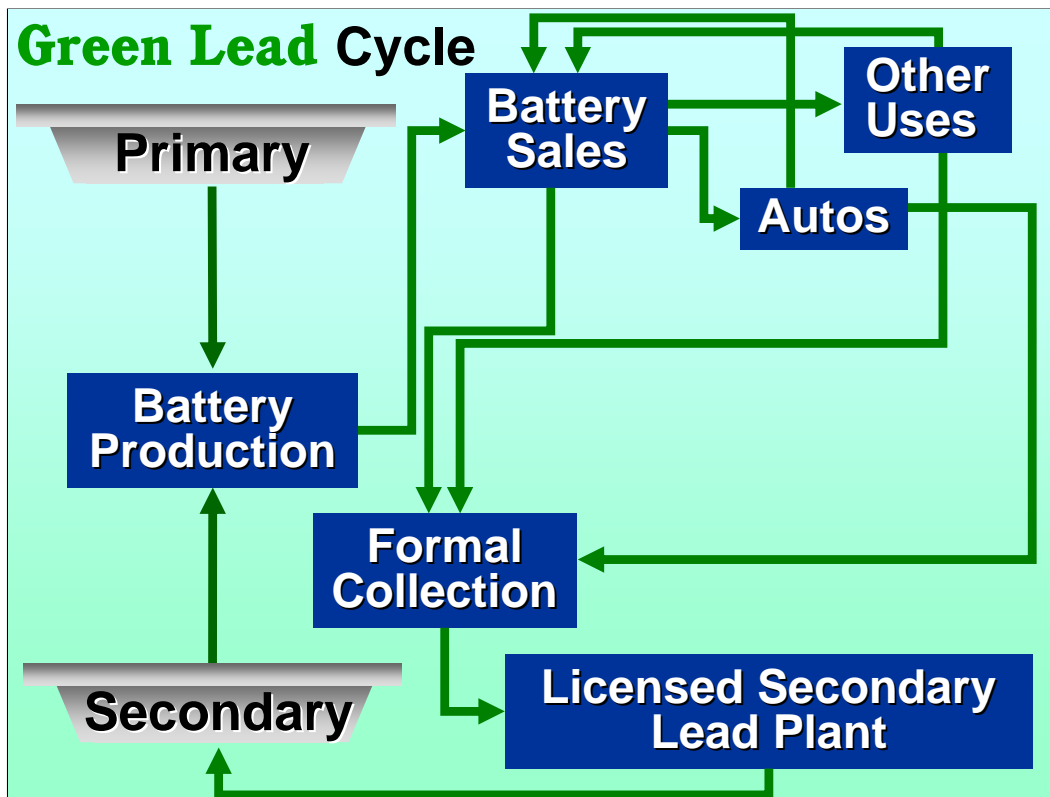 Green Lead Cycle
Primary
Battery
Sales
Other
Uses
Autos
Battery
Production
Formal
Collection
Secondary
Licensed Secondary
Lead Plant